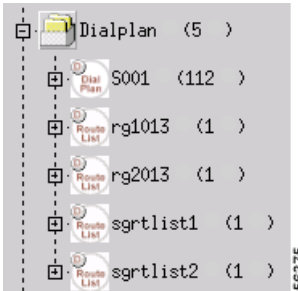 Dialplan (5 )
D Dial Plan S001 (112 )
D Route List rg1013 (1 )
D Route List rg2013 (1 )
D Route List sgrtlist1 (1 )
D Route List sgrtlist2 (1 )